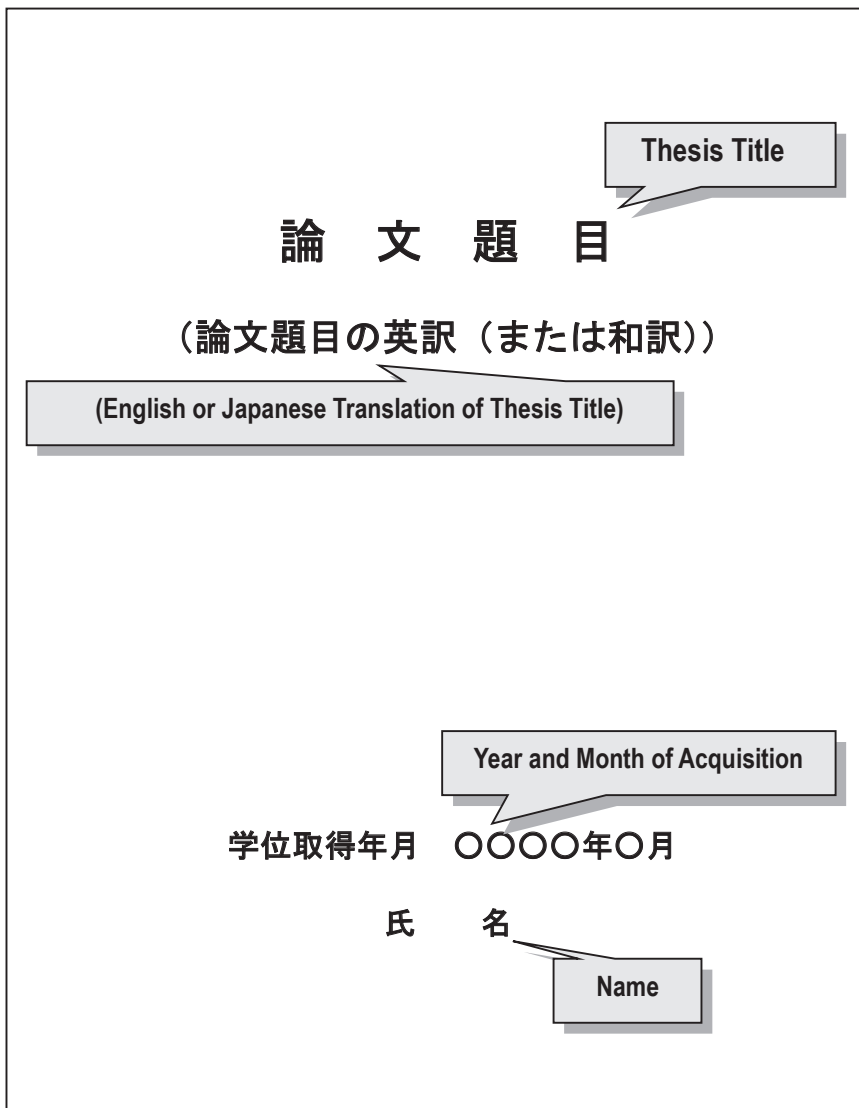 Thesis Title
論 文 題 目
（論文題目の英訳（または和訳））
(English or Japanese Translation of Thesis Title)
Year and Month of Acquisition
学位取得年月 〇〇〇〇年〇月
氏 名
Name